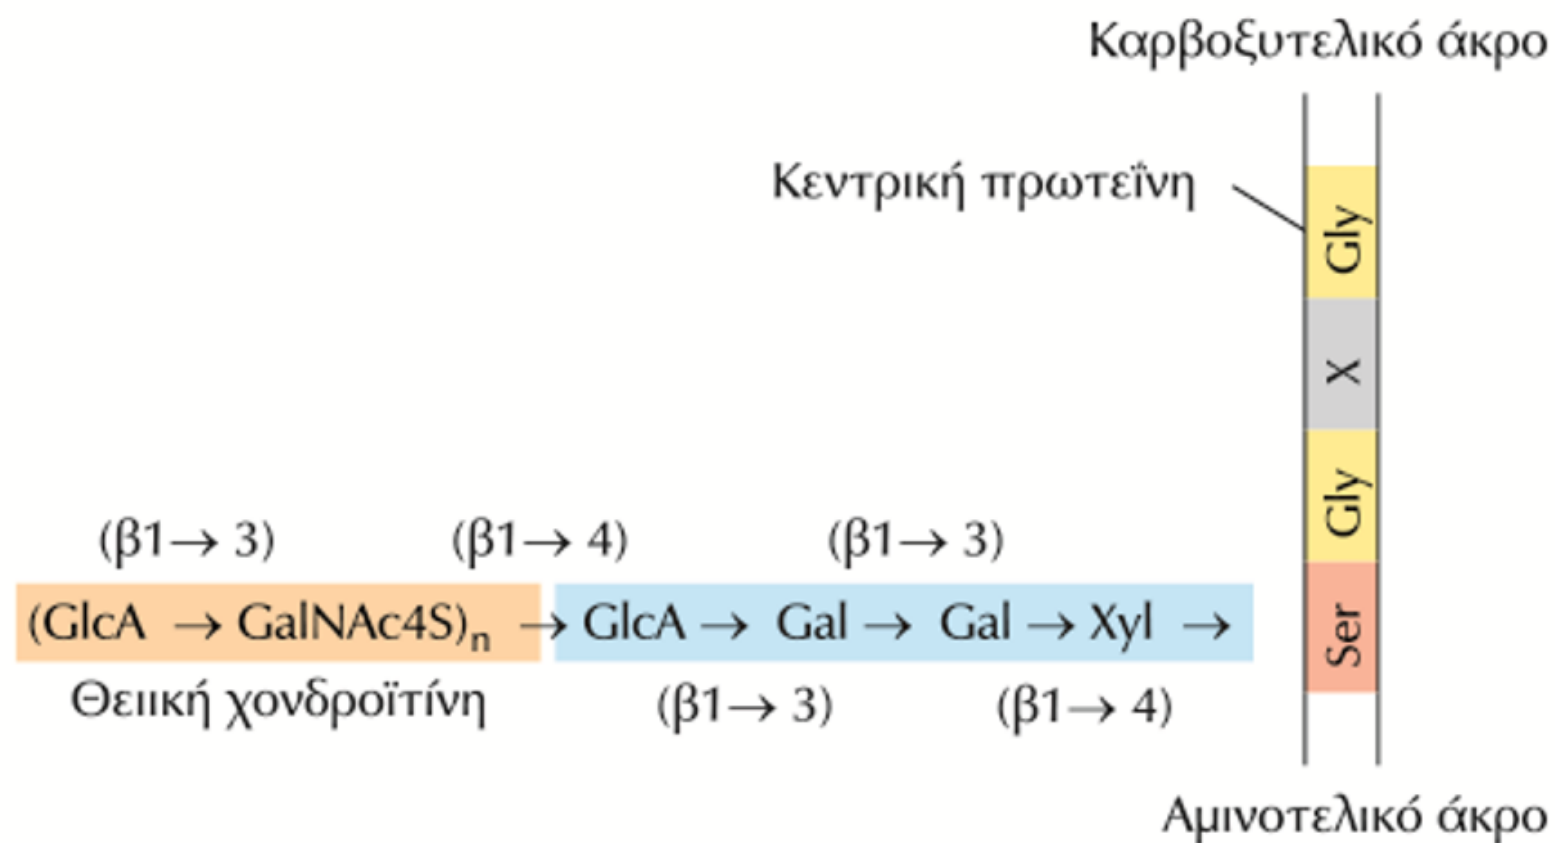 Καρβοξυτελικό άκρο
Κεντρική πρωτεΐνη
Gly
X
Gly
Ser
(β1→ 3) (β1→ 4) (β1→ 3)
(GlcA → GalNAc4S)n → GlcA → Gal → Gal → Xyl →
Θειική χονδροϊτίνη (β1→ 3) (β1→ 4)
Αμινοτελικό άκρο